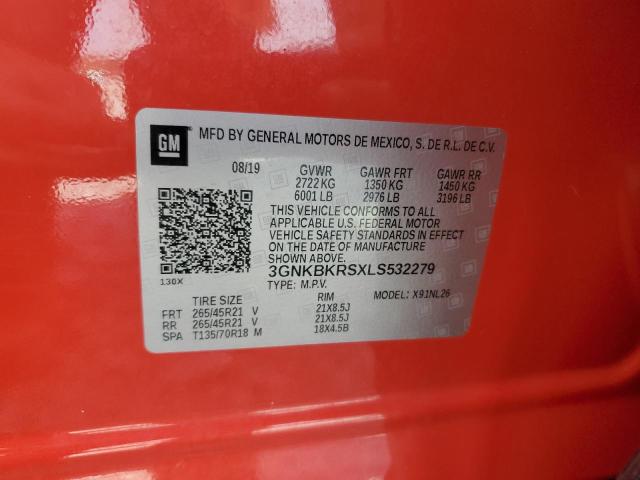 GM
MFD BY GENERAL MOTORS DE MEXICO, S. DE R.L. DE C.V.
08/19 GVWR GAWR FRT GAWR RR
2722 KG 1350 KG 1450 KG
6001 LB 2976 LB 3196 LB
THIS VEHICLE CONFORMS TO ALL
APPLICABLE U.S. FEDERAL MOTOR
VEHICLE SAFETY STANDARDS IN EFFECT
ON THE DATE OF MANUFACTURE
SHOWN ABOVE.
3GNKBKRSXLS532279
130X
TYPE: M.P.V. MODEL: X91NL26
TIRE SIZE RIM
FRT 265/45R21 V 21X8.5J
RR 265/45R21 V 21X8.5J
SPA T135/70R18 M 18X4.5B